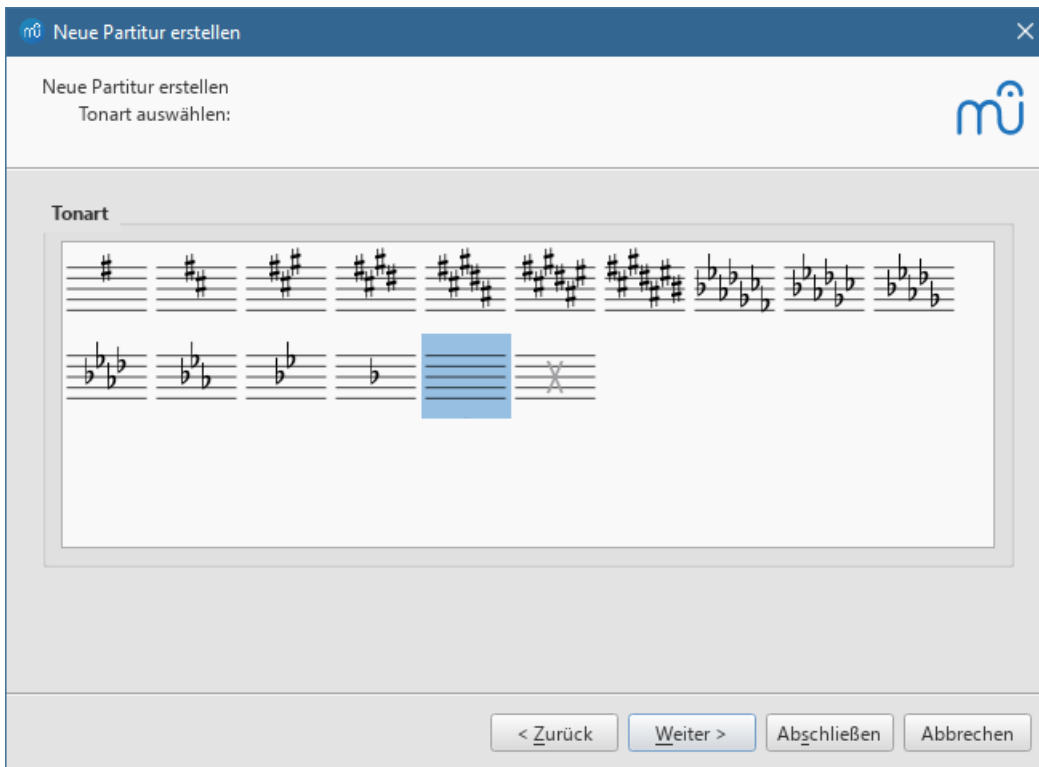 Neue Partitur erstellen
Neue Partitur erstellen
Tonart auswählen:
Tonart
< Zurück
Weiter >
Abschließen
Abbrechen